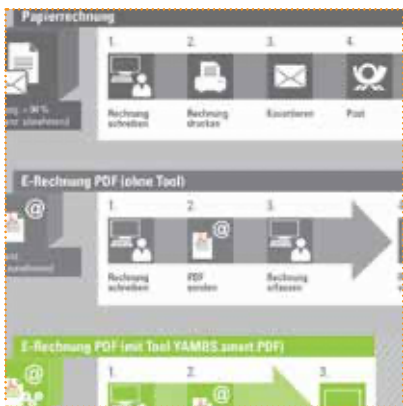 Papierrechnung
1. 2. 3. 4.
Rechnung schreiben
Rechnung drucken
Kuvertieren
Post
E-Rechnung PDF (ohne Tool)
1. 2. 3.
Rechnung schreiben
PDF senden
Rechnung erfassen
E-Rechnung PDF (mit Tool YAMBS.smart.PDF)
1. 2. 3.